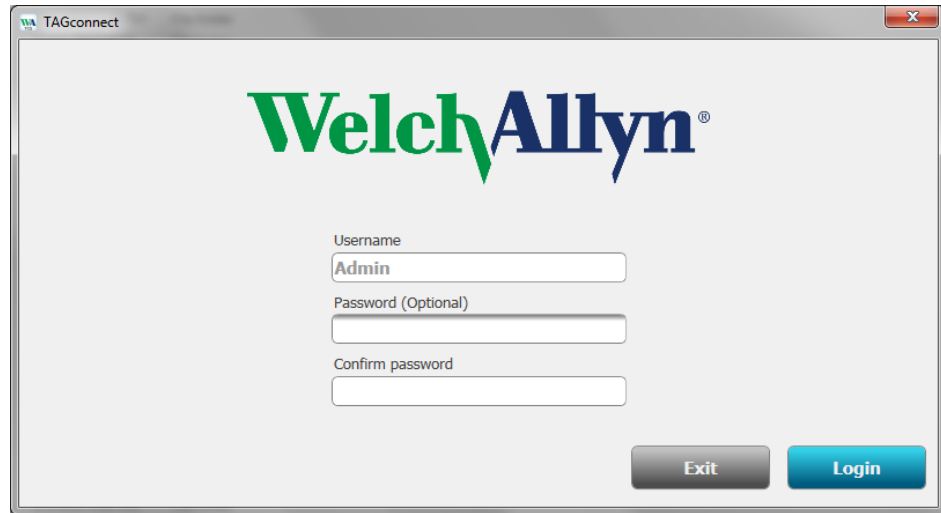 TAGconnect
WelchAllyn®
Username
Admin
Password (Optional)
Confirm password
Exit Login